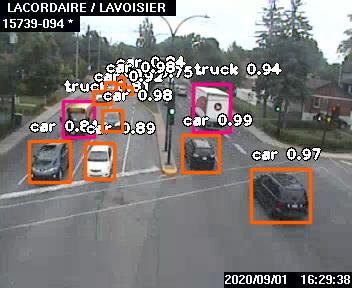 LACORDAIRE / LAVOISIER
15739-094 *
truck 0.94
car 0.98
car 0.89
car 0.99
car 0.97
2020/09/01 16:29:38